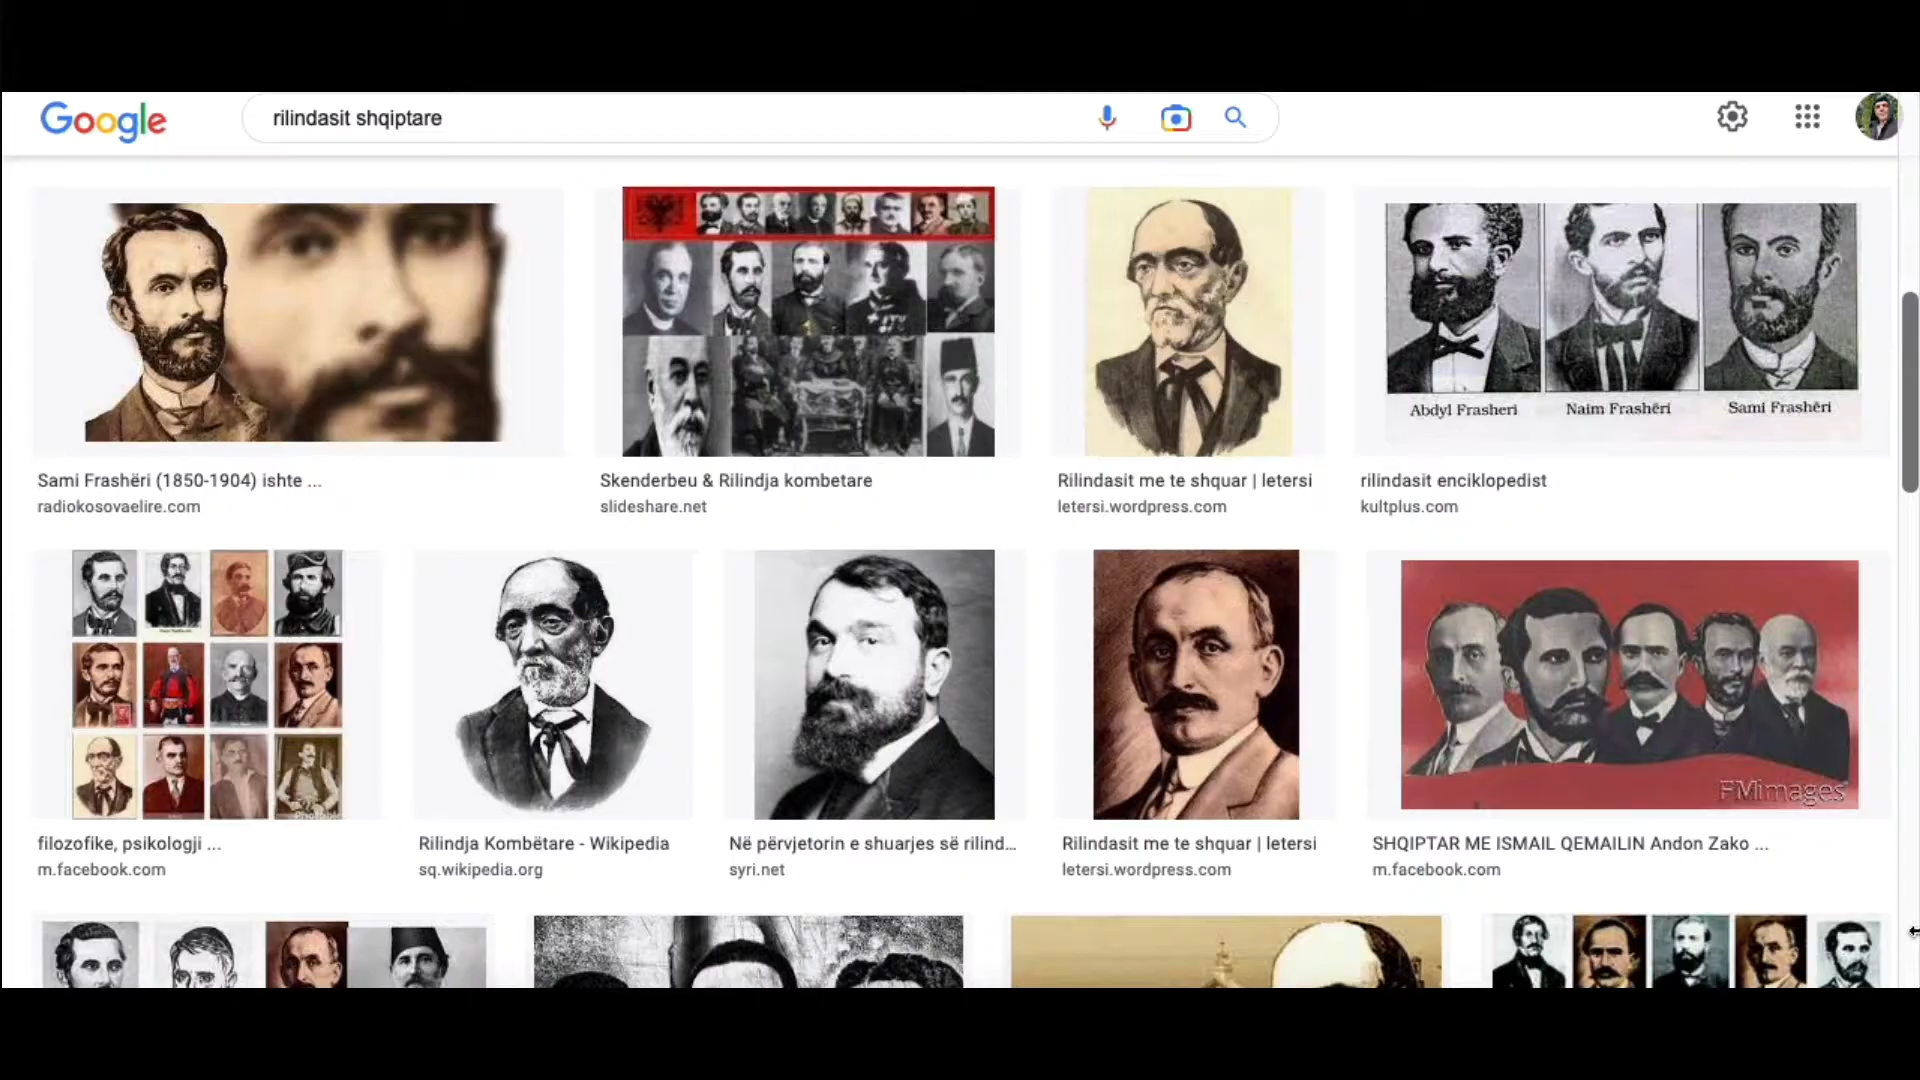 Google
rilindasit shqiptare
Abdyl Frasheri
Naim Frashëri
Sami Frashëri
Sami Frashëri (1850-1904) ishte ...
radiokosovaelire.com
Skenderbeu & Rilindja kombetare
slideshare.net
Rilindasit me te shquar | letersi
letersi.wordpress.com
rilindasit enciklopedist
kultplus.com
FMimages
filozofike, psikologji ...
m.facebook.com
Rilindja Kombëtare - Wikipedia
sq.wikipedia.org
Në përvjetorin e shuarjes së rilind...
syri.net
Rilindasit me te shquar | letersi
letersi.wordpress.com
SHQIPTAR ME ISMAIL QEMAILIN Andon Zako ...
m.facebook.com